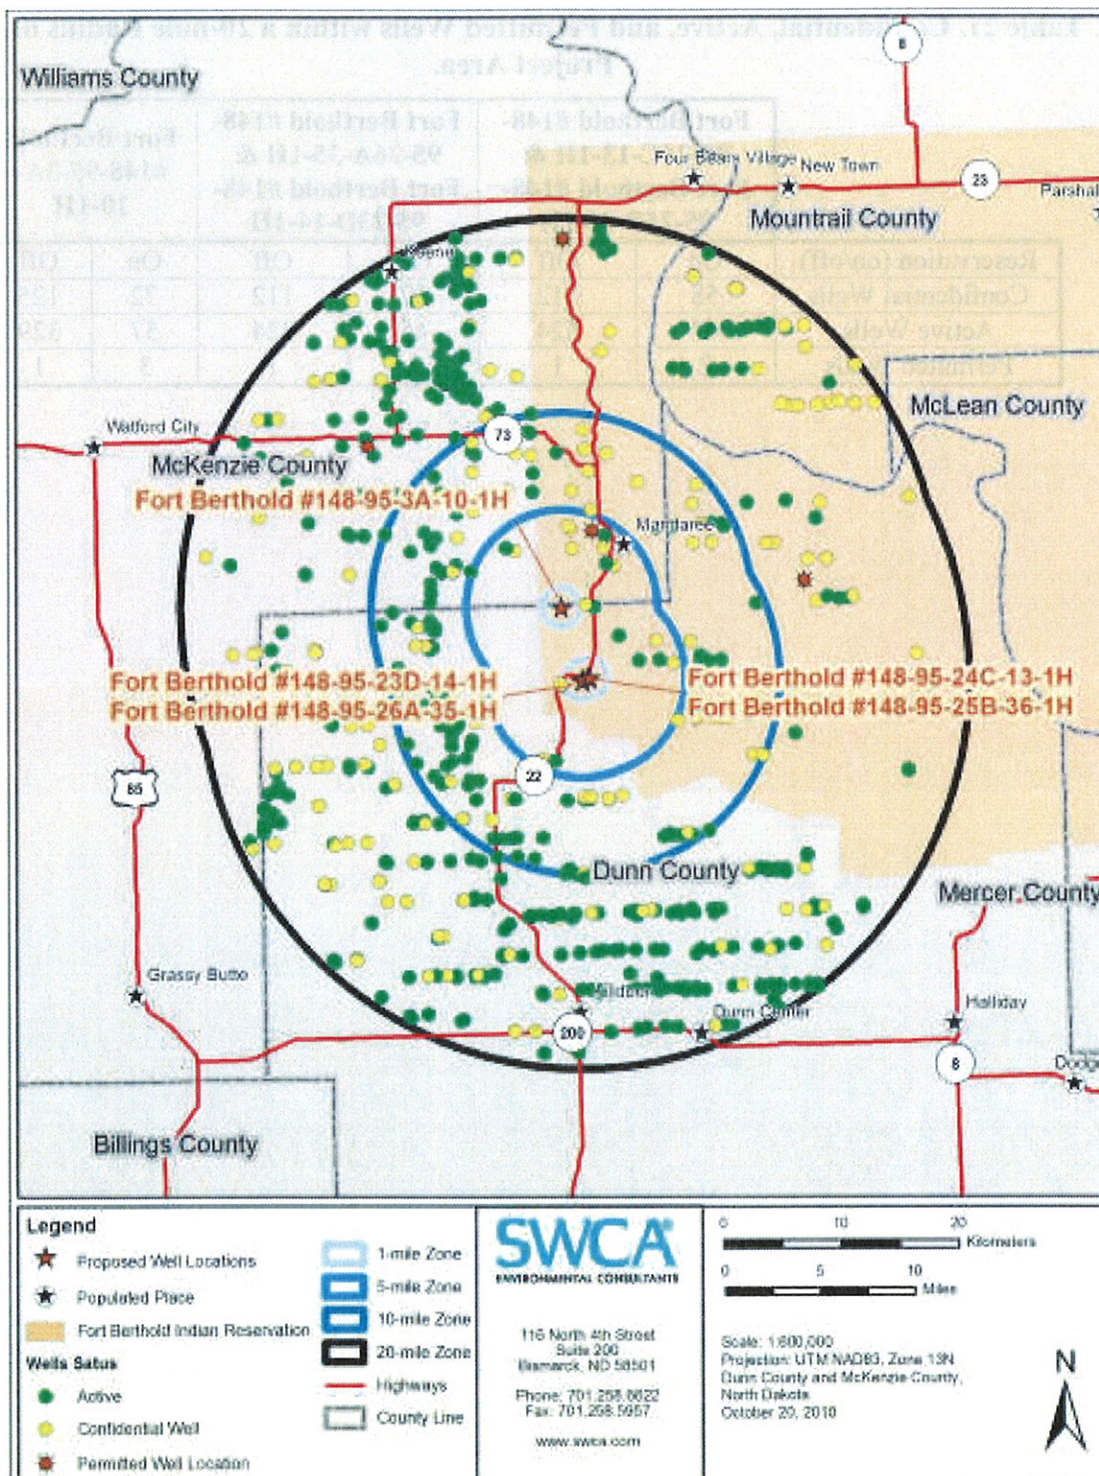 Williams County
8
Four Bears Village
New Town
23
Parshal
Mountrail County
Keene
McLean County
Watford City
73
McKenzie County
Fort Berthold #148-95-3A-10-1H
Mandaree
Fort Berthold #148-95-23D-14-1H
Fort Berthold #148-95-24C-13-1H
Fort Berthold #148-95-26A-35-1H
Fort Berthold #148-95-25B-36-1H
85
22
Dunn County
Mercer County
Grassy Butte
Killdeer
Dunn Center
Halliday
200
8
Dodge
Billings County
Legend
Proposed Well Locations
Populated Place
Fort Berthold Indian Reservation
Wells Satus
Active
Confidential Well
Permitted Well Location
1-mile Zone
5-mile Zone
10-mile Zone
20-mile Zone
Highways
County Line
SWCA®
ENVIRONMENTAL CONSULTANTS
116 North 4th Street
Suite 200
Bismarck, ND 58501
Phone: 701.258.6622
Fax: 701.258.5957
www.swca.com
0 10 20
Kilometers
0 5 10
Miles
Scale: 1:600,000
Projection: UTM NAD83, Zone 13N
Dunn County and McKenzie County,
North Dakota
October 20, 2010
N